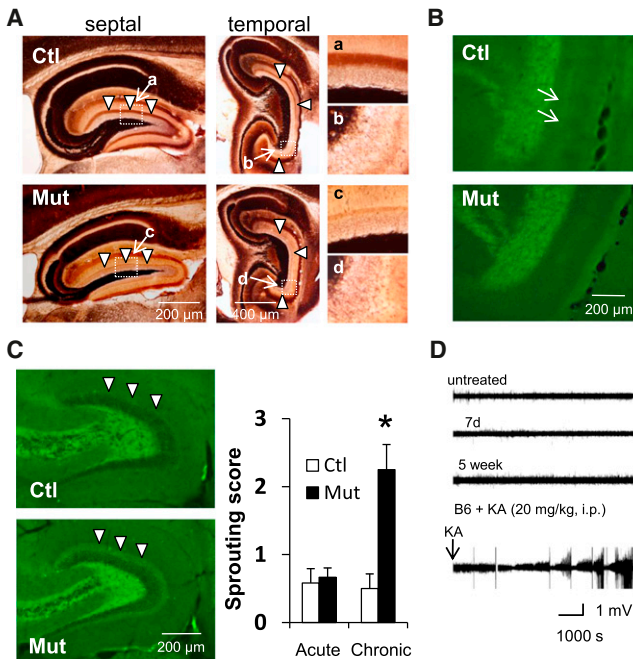 A septal temporal
Ctl a b a b
Mut c d c d
200 μm 400 μm
B
Ctl
Mut
200 μm
C
Ctl
Mut
200 μm
Sprouting score
3
2
1
0
Ctl
Mut
*
Acute Chronic
D
untreated
7d
5 week
B6 + KA (20 mg/kg, i.p.)
KA
1 mV
1000 s